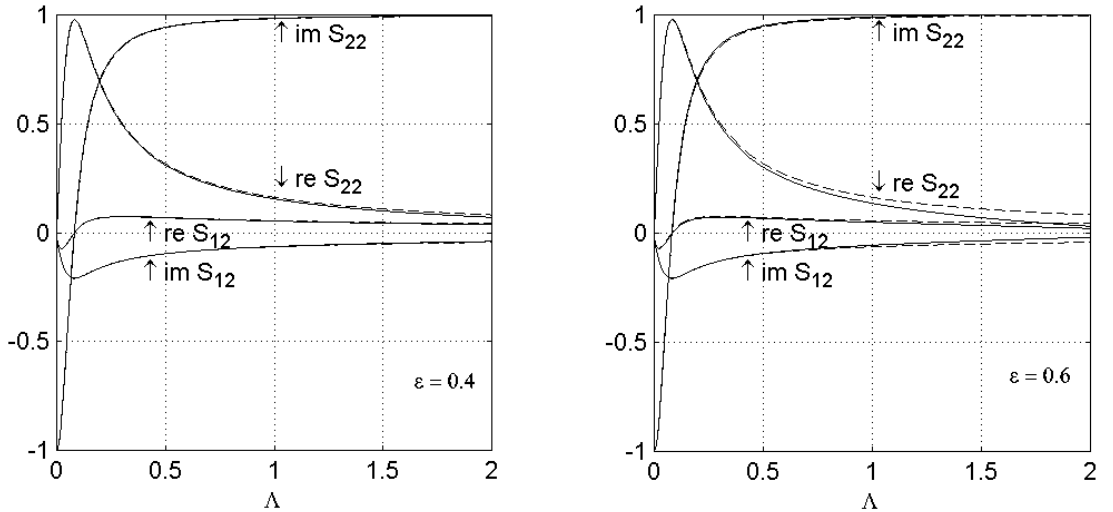 1
↑ im S22
0.5
↓ re S22
0
↑ re S12
↑ im S12
-0.5
ε = 0.4
-1
0 0.5 1 1.5 2
Λ
1
↑ im S22
0.5
↓ re S22
0
↑ re S12
↑ im S12
-0.5
ε = 0.6
-1
0 0.5 1 1.5 2
Λ